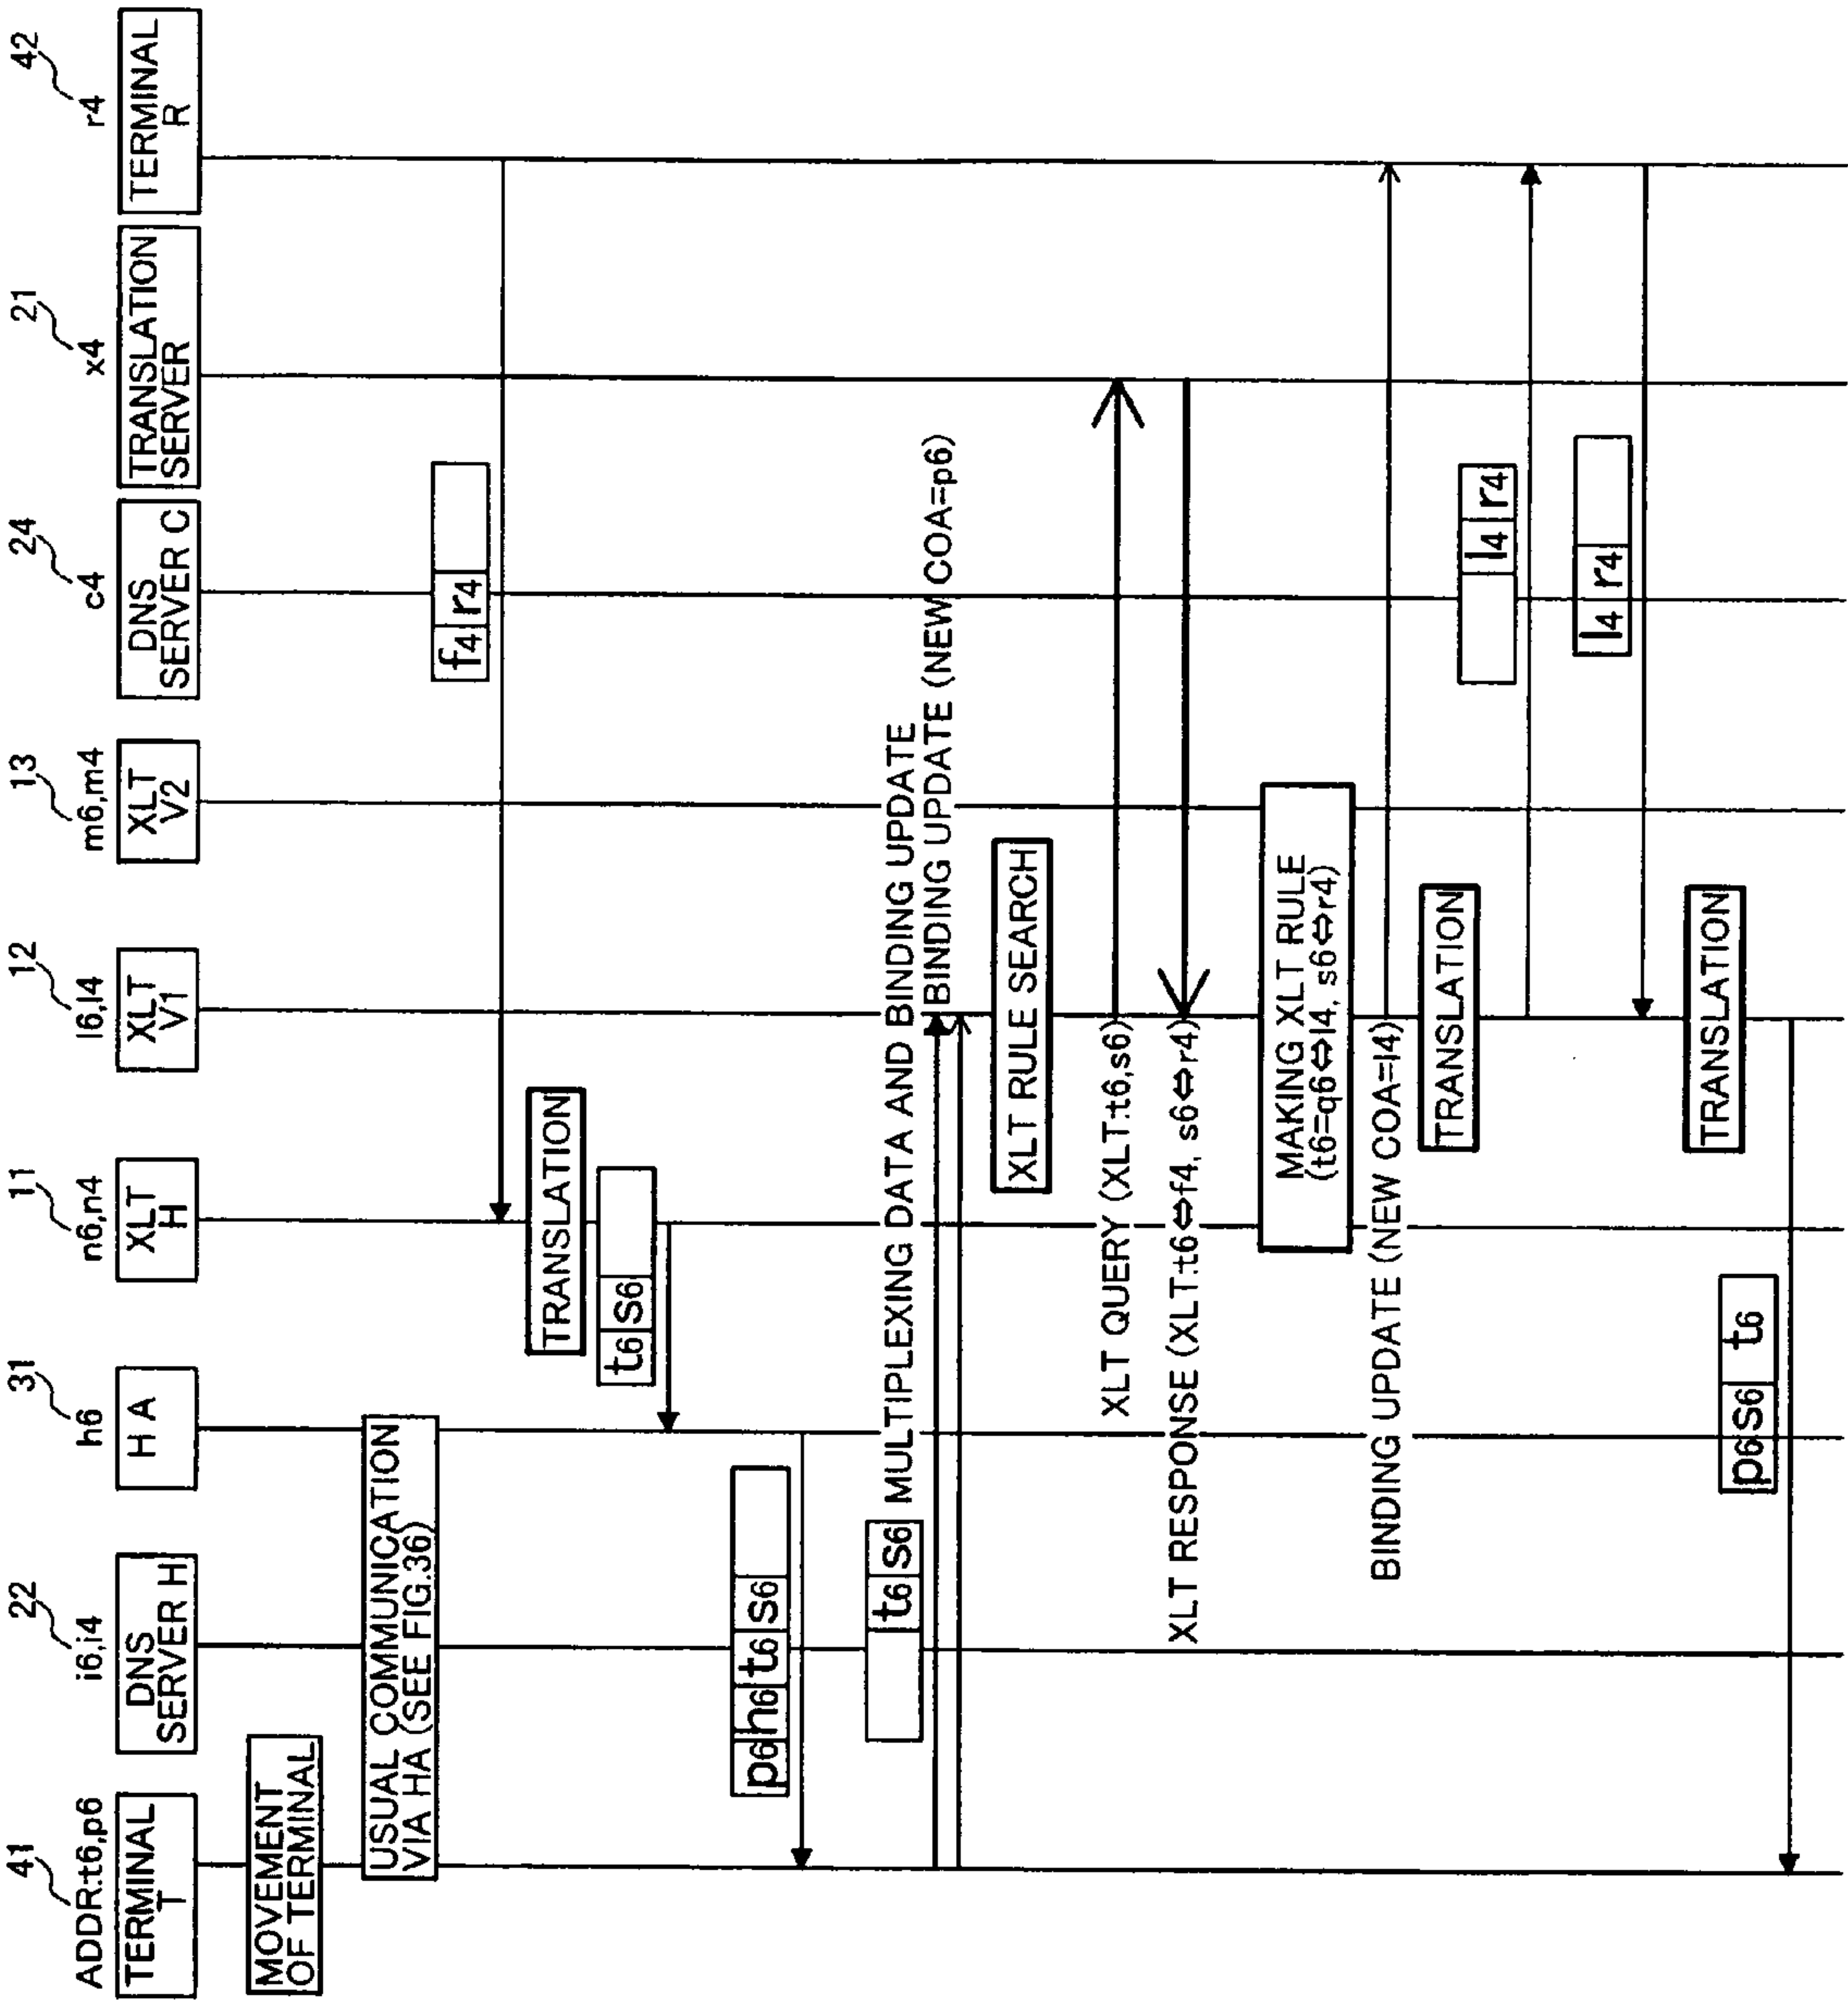 41
ADDR:t6,p6
TERMINAL
T
22
i6,i4
DNS
SERVER H
31
h6
H A
11
n6,n4
XLT
H
12
l6,l4
XLT
V1
13
m6,m4
XLT
V2
24
c4
DNS
SERVER C
21
x4
TRANSLATION
SERVER
42
r4
TERMINAL
R
MOVEMENT
OF TERMINAL
USUAL COMMUNICATION
VIA HA (SEE FIG.36)
f4 r4
TRANSLATION
t6 s6
p6 h6 t6 s6
t6 s6
MULTIPLEXING DATA AND BINDING UPDATE
BINDING UPDATE (NEW COA=p6)
XLT RULE SEARCH
XLT QUERY (XLT:t6,s6)
XLT RESPONSE (XLT:t6⇔f4, s6⇔r4)
MAKING XLT RULE
(t6=q6⇔l4, s6⇔r4)
BINDING UPDATE (NEW COA=l4)
TRANSLATION
l4 r4
l4 r4
TRANSLATION
p6 s6 t6